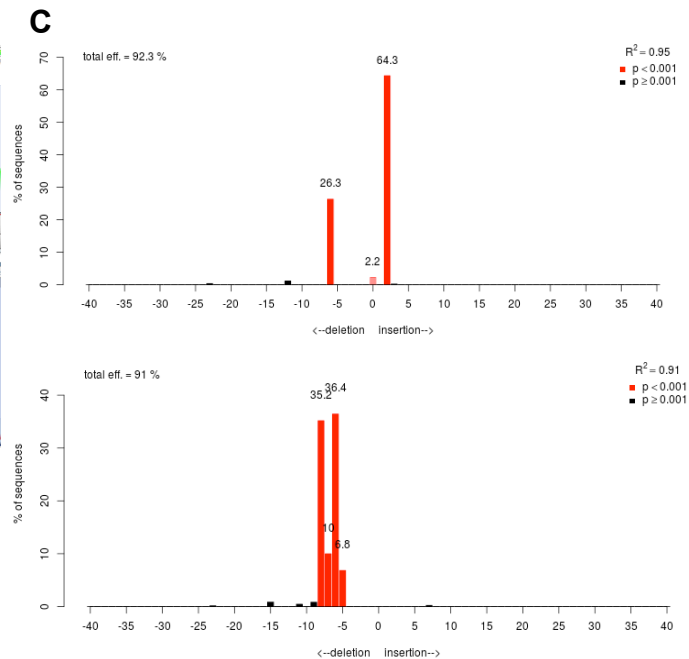 C
total eff. = 92.3 %
R² = 0.95
p < 0.001
p ≥ 0.001
64.3
26.3
2.2
% of sequences
70
60
50
40
30
20
10
0
-40 -35 -30 -25 -20 -15 -10 -5 0 5 10 15 20 25 30 35 40
<--deletion insertion-->
total eff. = 91 %
R² = 0.91
p < 0.001
p ≥ 0.001
36.4
35.2
10
6.8
% of sequences
40
30
20
10
0
-40 -35 -30 -25 -20 -15 -10 -5 0 5 10 15 20 25 30 35 40
<--deletion insertion-->